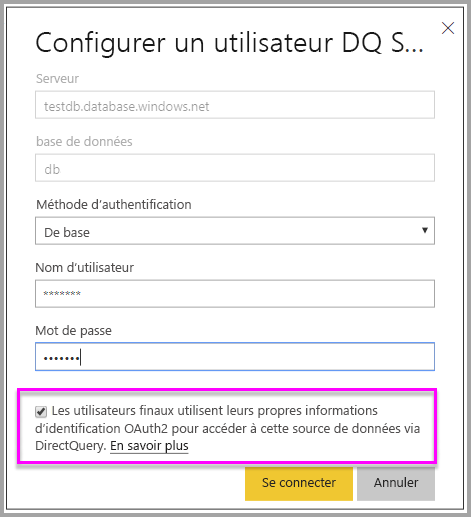 Configurer un utilisateur DQ S...
Serveur
testdb.database.windows.net
base de données
db
Méthode d'authentification
De base
Nom d'utilisateur
*******
Mot de passe
•••••••
Les utilisateurs finaux utilisent leurs propres informations
d'identification OAuth2 pour accéder à cette source de données via
DirectQuery. En savoir plus
Se connecter Annuler